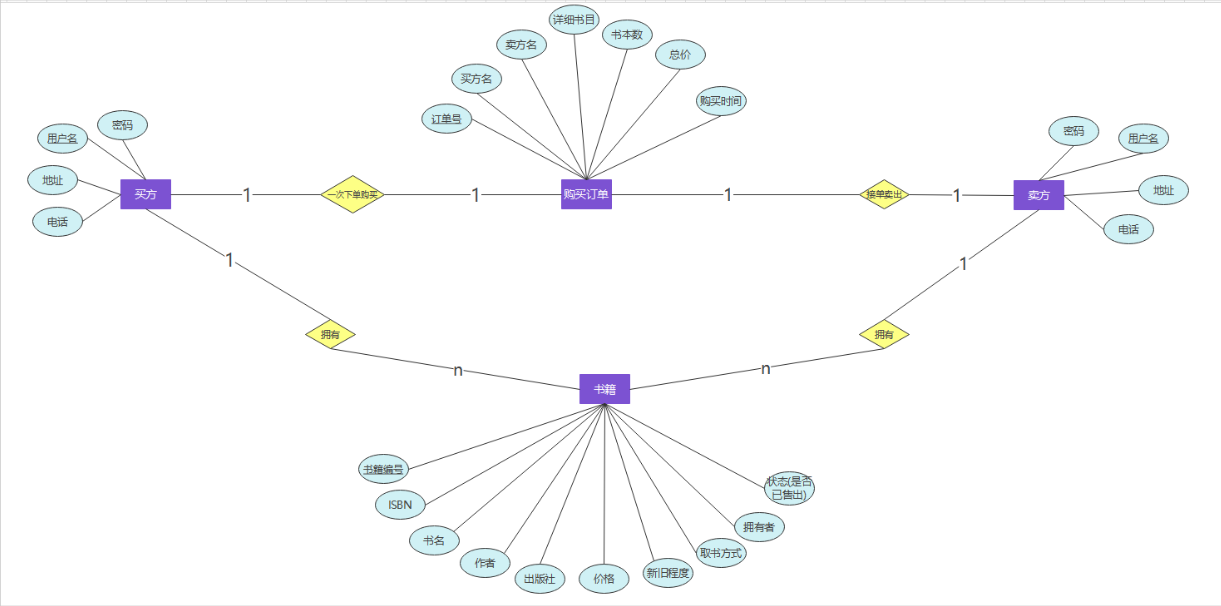 详细书目
书本数
卖方名
总价
买方名
购买时间
订单号
密码
用户名
地址
电话
买方
1
一次下单购买
1
购买订单
1
接单卖出
1
卖方
密码
用户名
地址
电话
1
拥有
n
1
拥有
n
书籍
书籍编号
ISBN
书名
作者
出版社
价格
新旧程度
取书方式
拥有者
状态(是否
已售出)